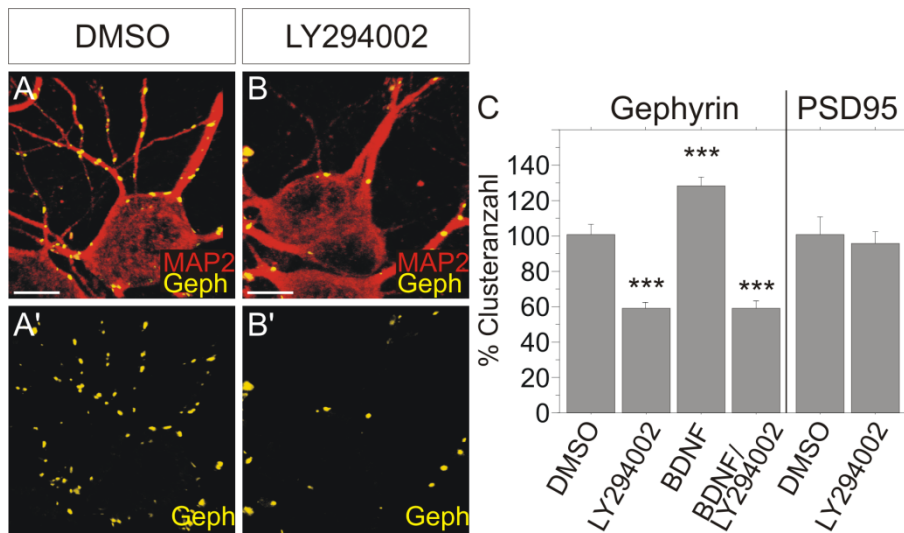 DMSO
LY294002
A
MAP2
Geph
B
MAP2
Geph
A'
Geph
B'
Geph
C
Gephyrin
PSD95
% Clusteranzahl
140
120
100
80
60
40
20
0
***
***
***
DMSO
LY294002
BDNF
BDNF/
LY294002
DMSO
LY294002